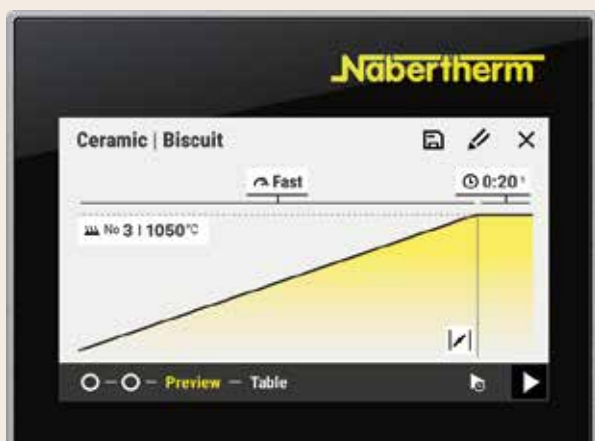 Nabertherm
Ceramic | Biscuit
Fast
0:20 h
No 3 | 1050°C
Preview – Table